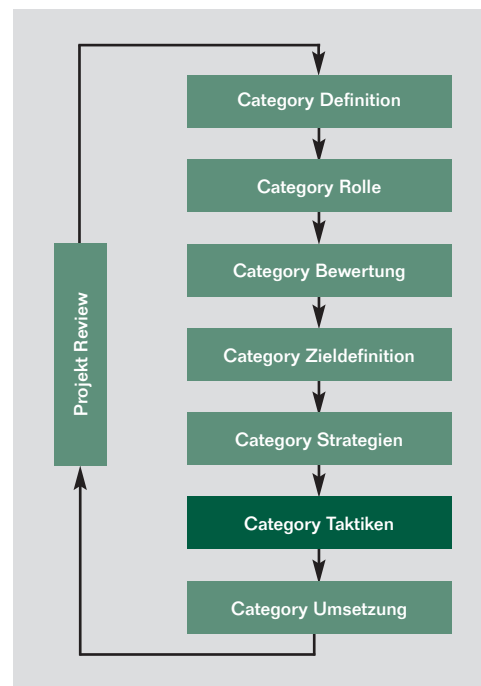 Category Definition
Category Rolle
Category Bewertung
Category Zieldefinition
Category Strategien
Category Taktiken
Category Umsetzung
Projekt Review